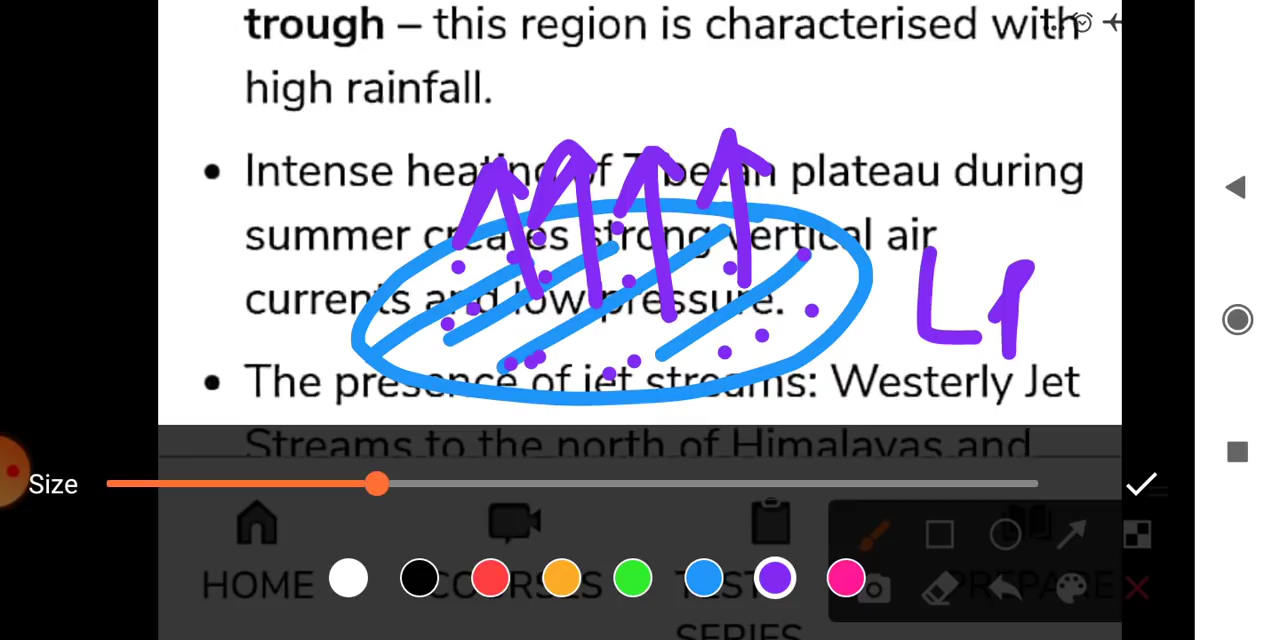 trough – this region is characterised with
high rainfall.
• Intense heating of Tibetan plateau during
summer creates strong vertical air
currents and low pressure.
L1
• The presence of jet streams: Westerly Jet
Streams to the north of Himalayas and
Size
HOME COURSES TEST PREPARE
SERIES